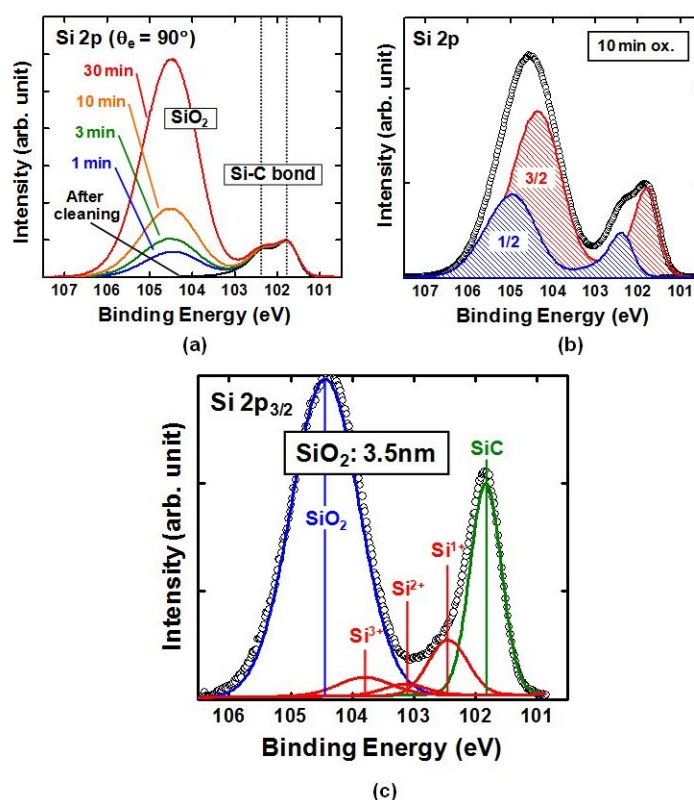 (a)
Si 2p (θₑ = 90°)
30 min
10 min
3 min
1 min
After
cleaning
SiO₂
Si-C bond
Intensity (arb. unit)
107 106 105 104 103 102 101
Binding Energy (eV)
(a)
(b)
Si 2p
10 min ox.
3/2
1/2
Intensity (arb. unit)
107 106 105 104 103 102 101
Binding Energy (eV)
(b)
Si 2p₃/₂
SiO₂: 3.5nm
SiC
SiO₂
Si¹⁺
Si²⁺
Si³⁺
Intensity (arb. unit)
106 105 104 103 102 101
Binding Energy (eV)
(c)